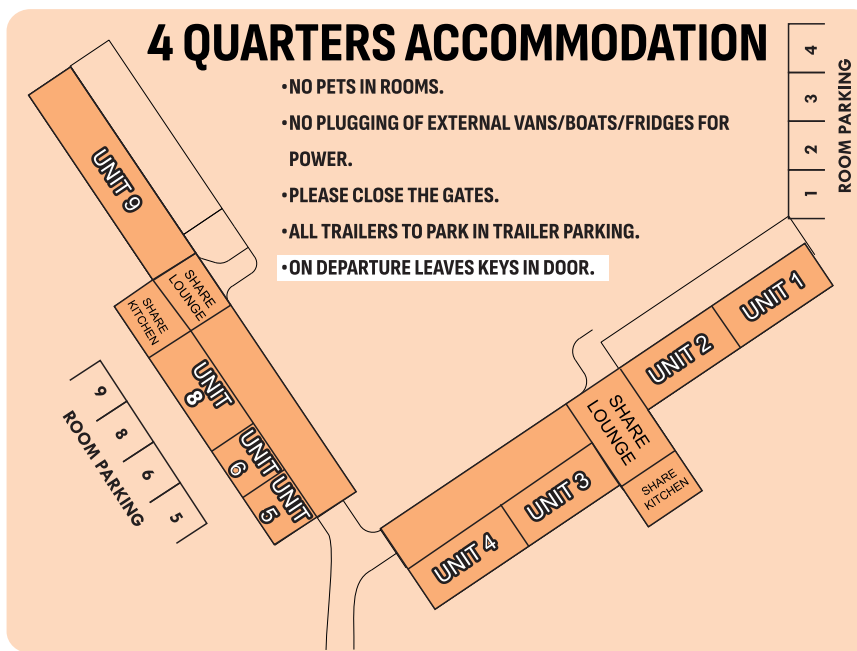 4 QUARTERS ACCOMMODATION
•NO PETS IN ROOMS.
•NO PLUGGING OF EXTERNAL VANS/BOATS/FRIDGES FOR
POWER.
•PLEASE CLOSE THE GATES.
•ALL TRAILERS TO PARK IN TRAILER PARKING.
•ON DEPARTURE LEAVES KEYS IN DOOR.
4
3
2
1
ROOM PARKING
UNIT 9
SHARE
LOUNGE
SHARE
KITCHEN
UNIT
8
UNIT
6
UNIT
5
9
8
6
5
ROOM PARKING
UNIT 1
UNIT 2
SHARE
LOUNGE
SHARE
KITCHEN
UNIT 3
UNIT 4